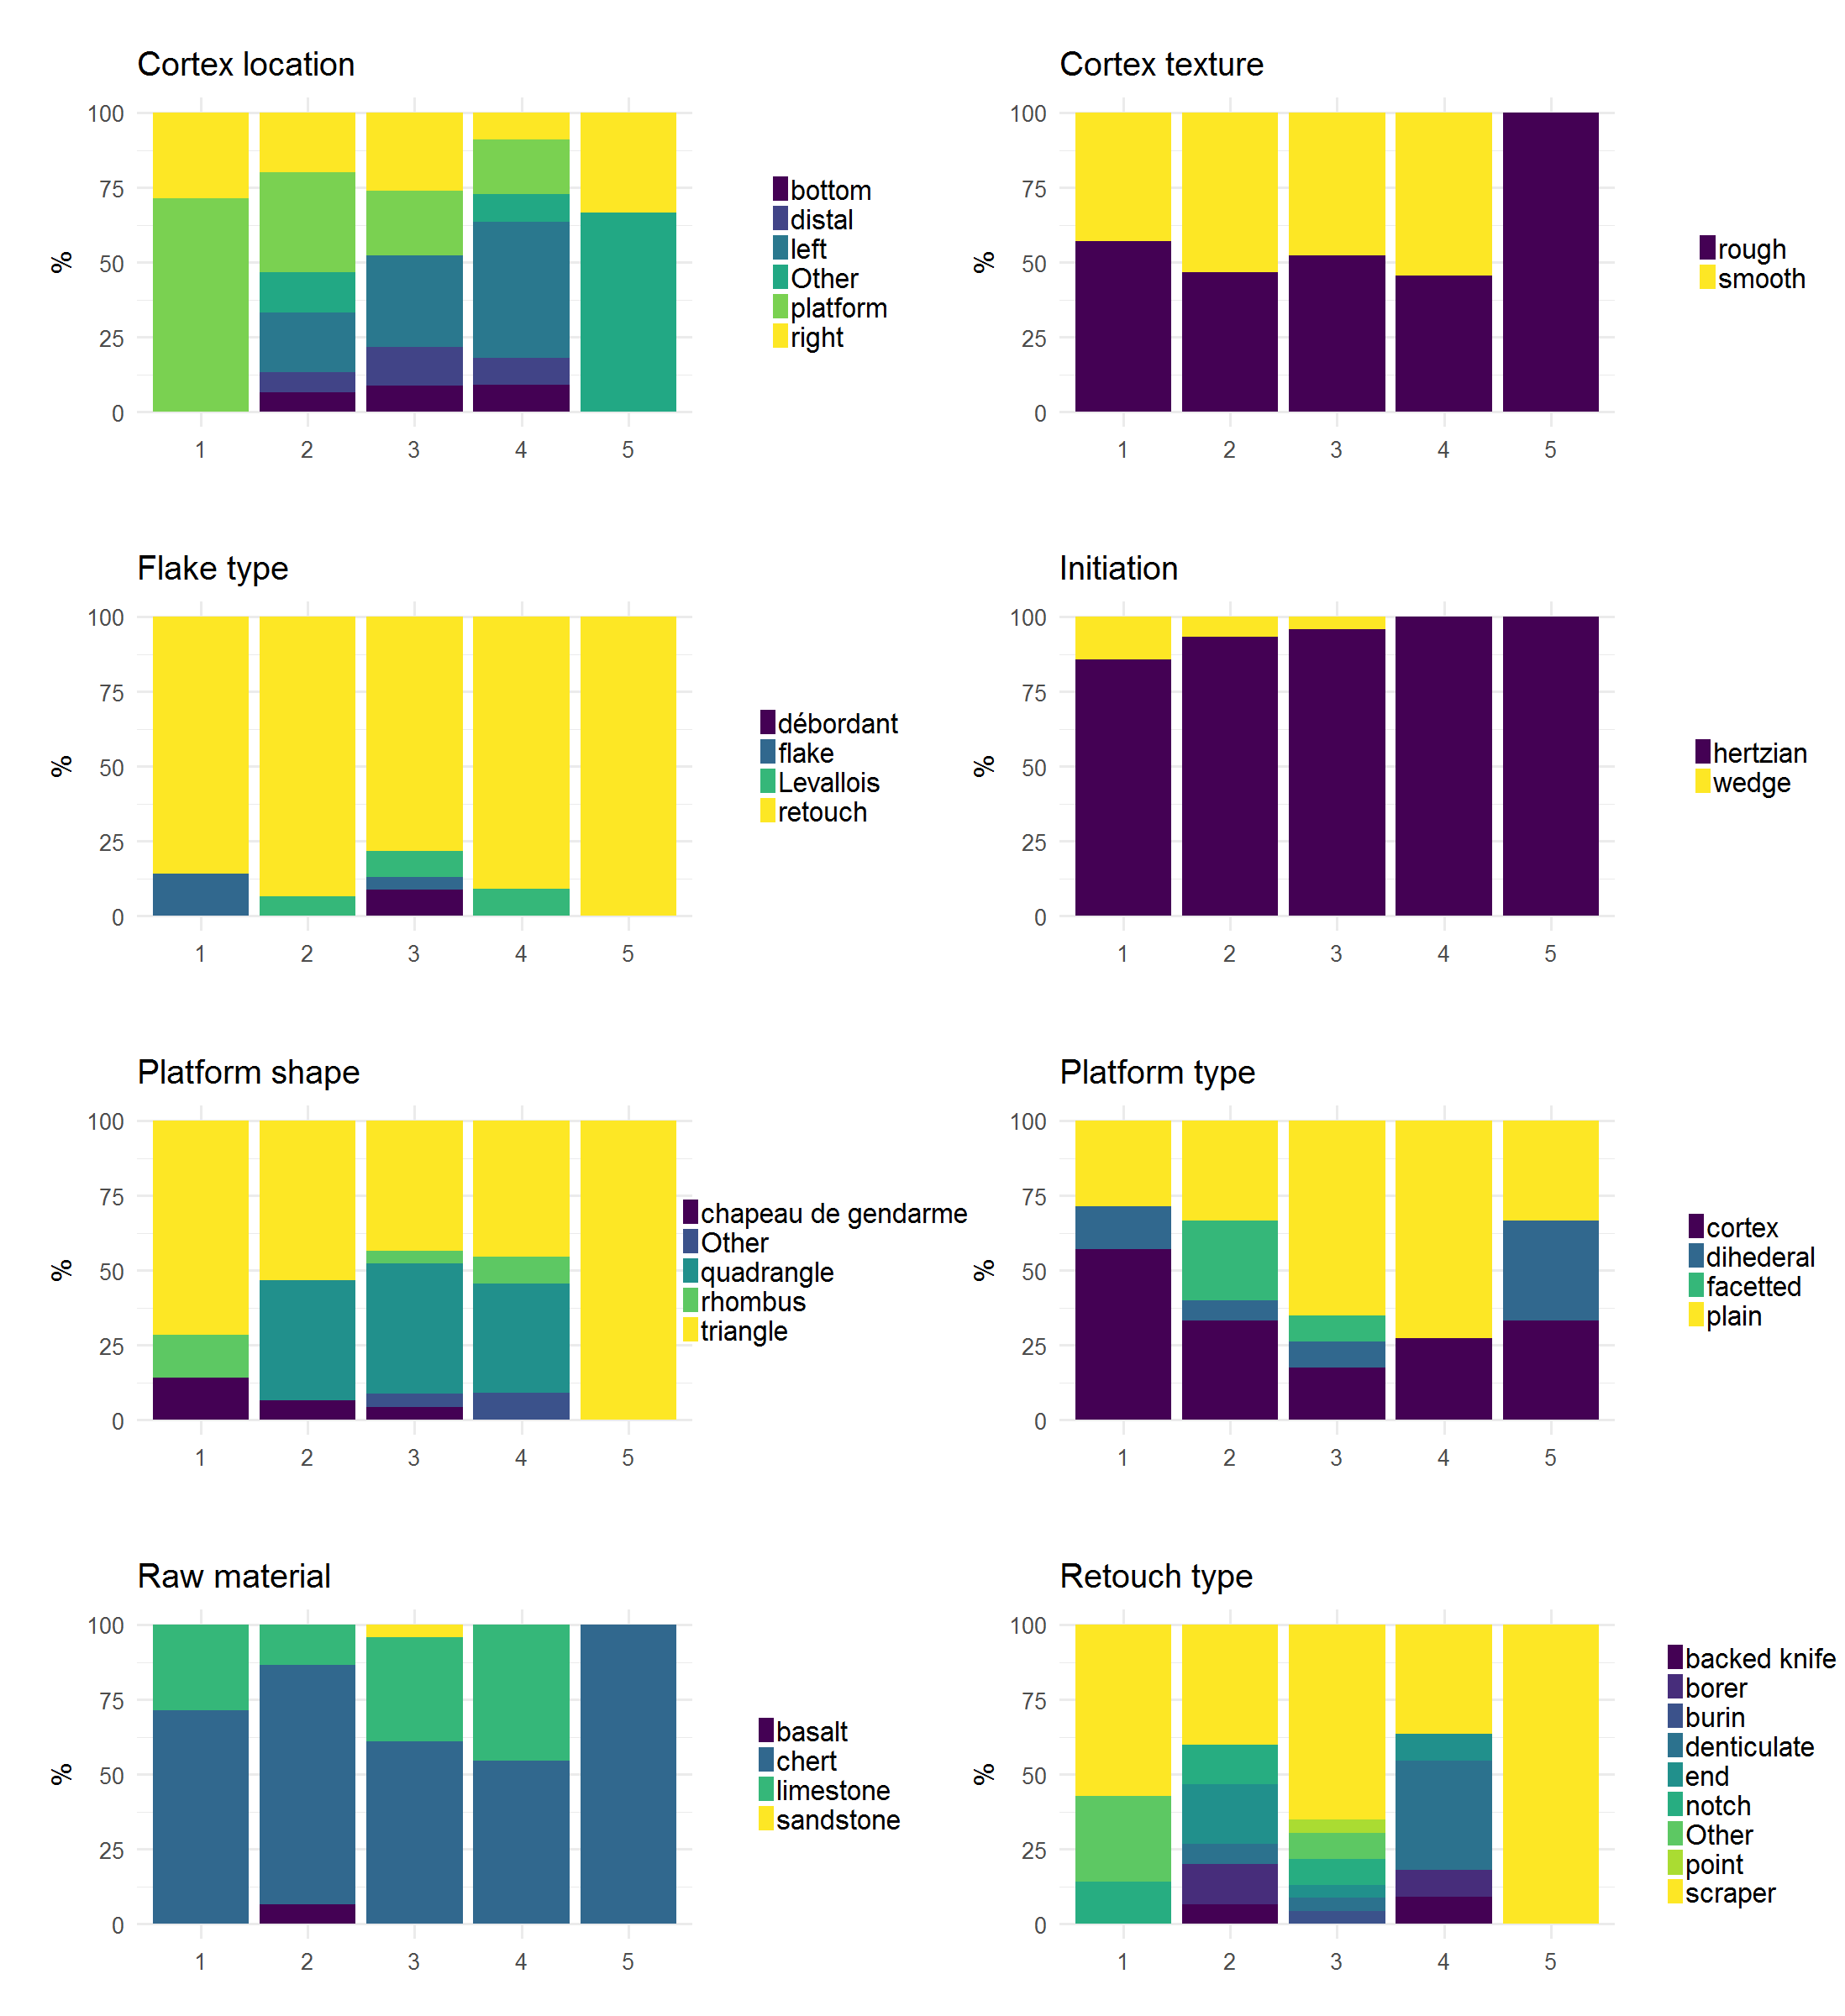 Cortex location
100
75
50
25
0
%
1 2 3 4 5
bottom
distal
left
Other
platform
right
Cortex texture
100
75
50
25
0
%
1 2 3 4 5
rough
smooth
Flake type
100
75
50
25
0
%
1 2 3 4 5
débordant
flake
Levallois
retouch
Initiation
100
75
50
25
0
%
1 2 3 4 5
hertzian
wedge
Platform shape
100
75
50
25
0
%
1 2 3 4 5
chapeau de gendarme
Other
quadrangle
rhombus
triangle
Platform type
100
75
50
25
0
%
1 2 3 4 5
cortex
dihederal
facetted
plain
Raw material
100
75
50
25
0
%
1 2 3 4 5
basalt
chert
limestone
sandstone
Retouch type
100
75
50
25
0
%
1 2 3 4 5
backed knife
borer
burin
denticulate
end
notch
Other
point
scraper